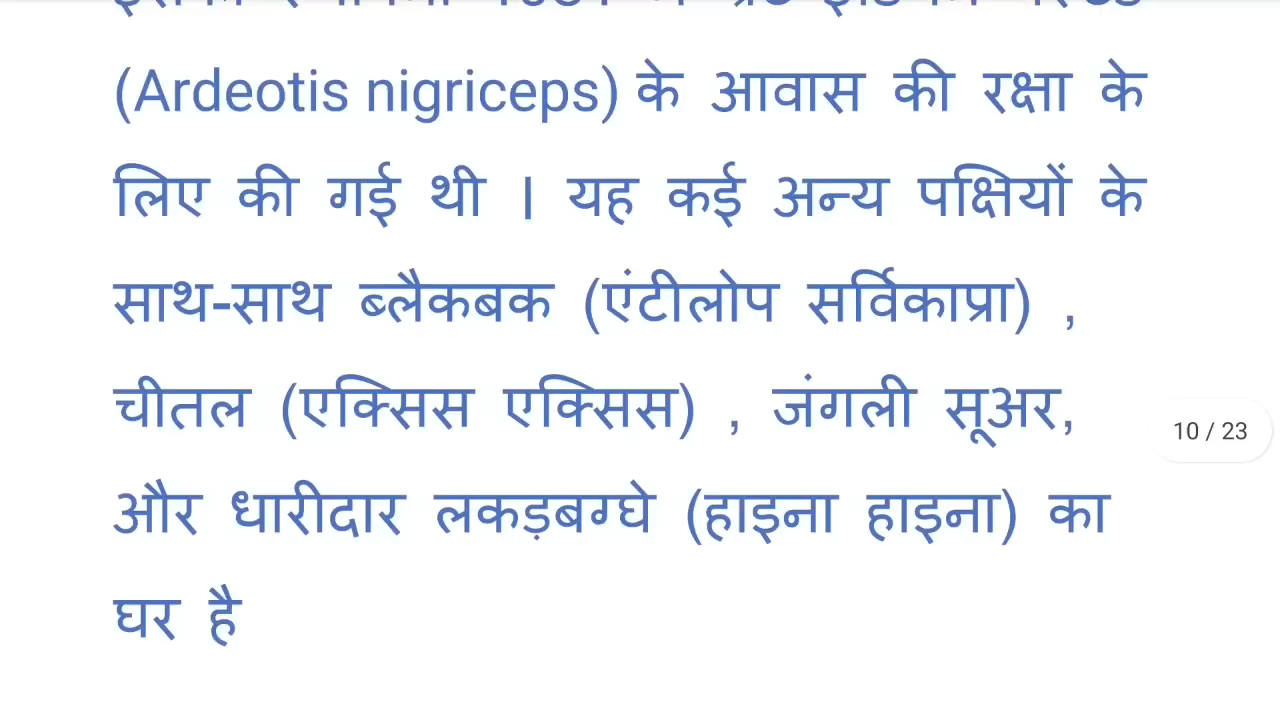 (Ardeotis nigriceps) के आवास की रक्षा के
लिए की गई थी । यह कई अन्य पक्षियों के
साथ-साथ ब्लैकबक (एंटीलोप सर्विकाप्रा) ,
चीतल (एक्सिस एक्सिस) , जंगली सूअर,
10 / 23
और धारीदार लकड़बग्घे (हाइना हाइना) का
घर है